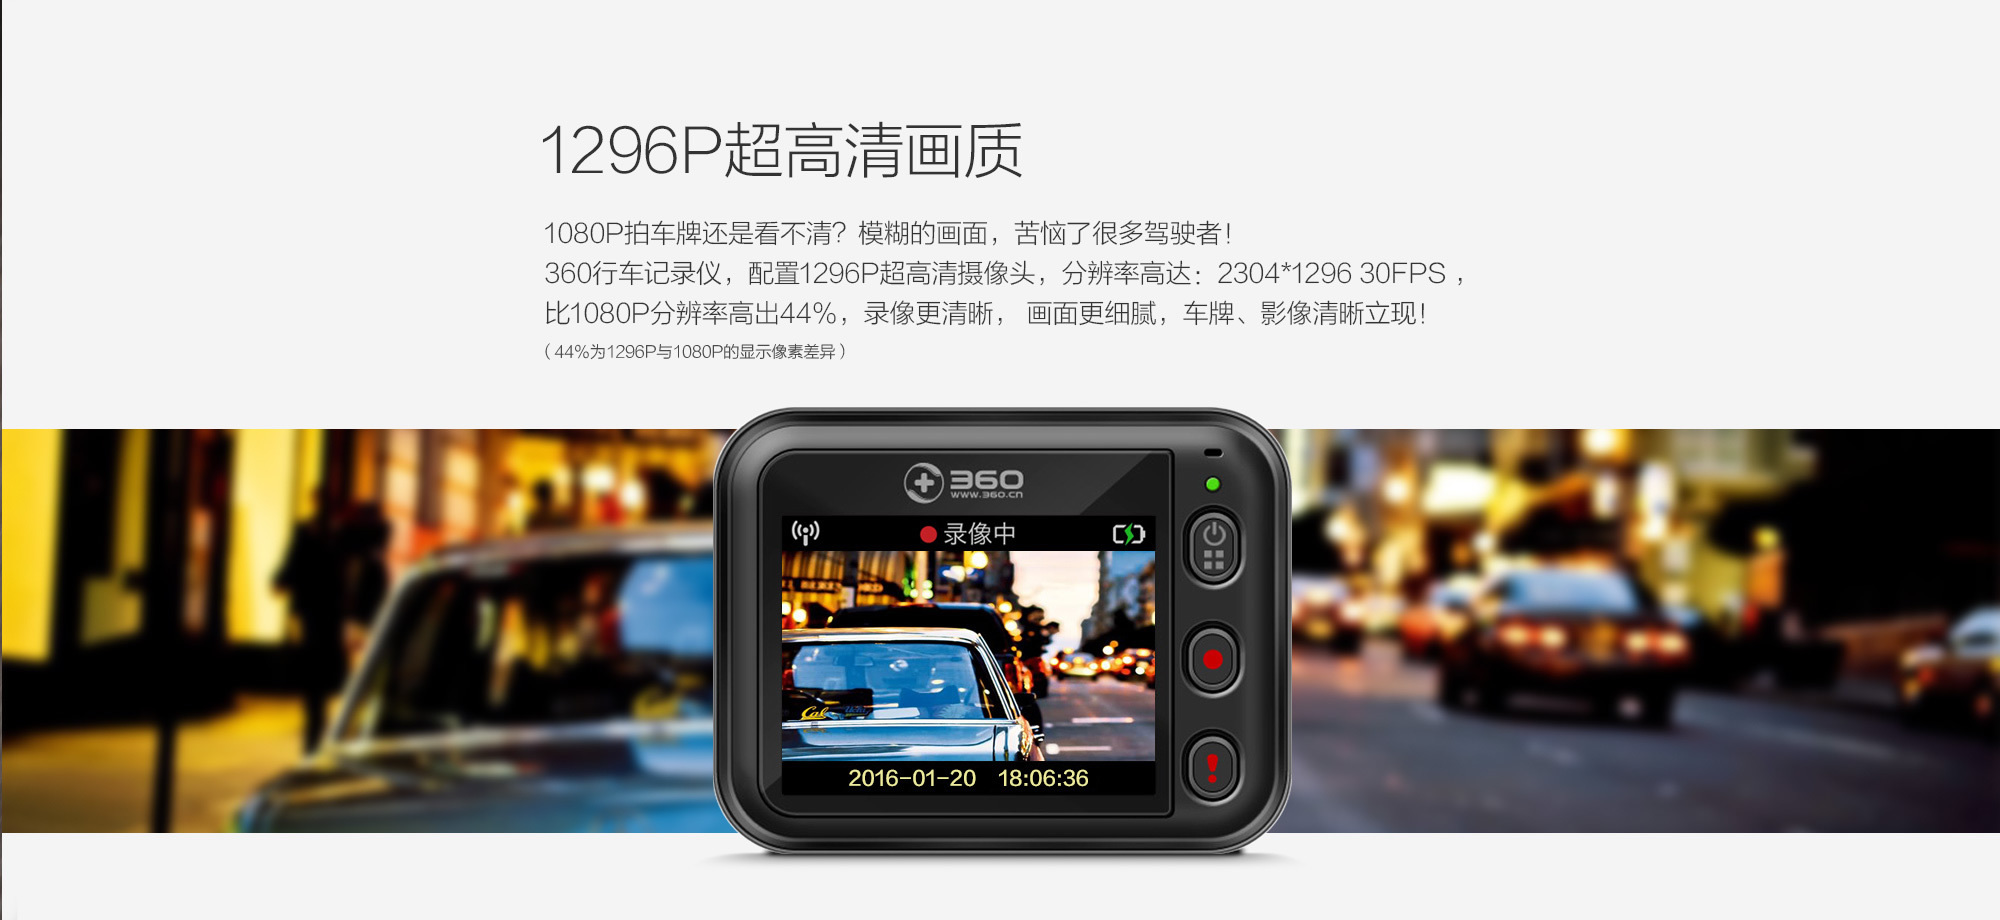 1296P超高清画质
1080P拍车牌还是看不清？模糊的画面，苦恼了很多驾驶者！
360行车记录仪，配置1296P超高清摄像头，分辨率高达：2304*1296 30FPS，
比1080P分辨率高出44%，录像更清晰， 画面更细腻，车牌、影像清晰立现！
（44%为1296P与1080P的显示像素差异）
360
www.360.cn
录像中
Cal
2016-01-20 18:06:36